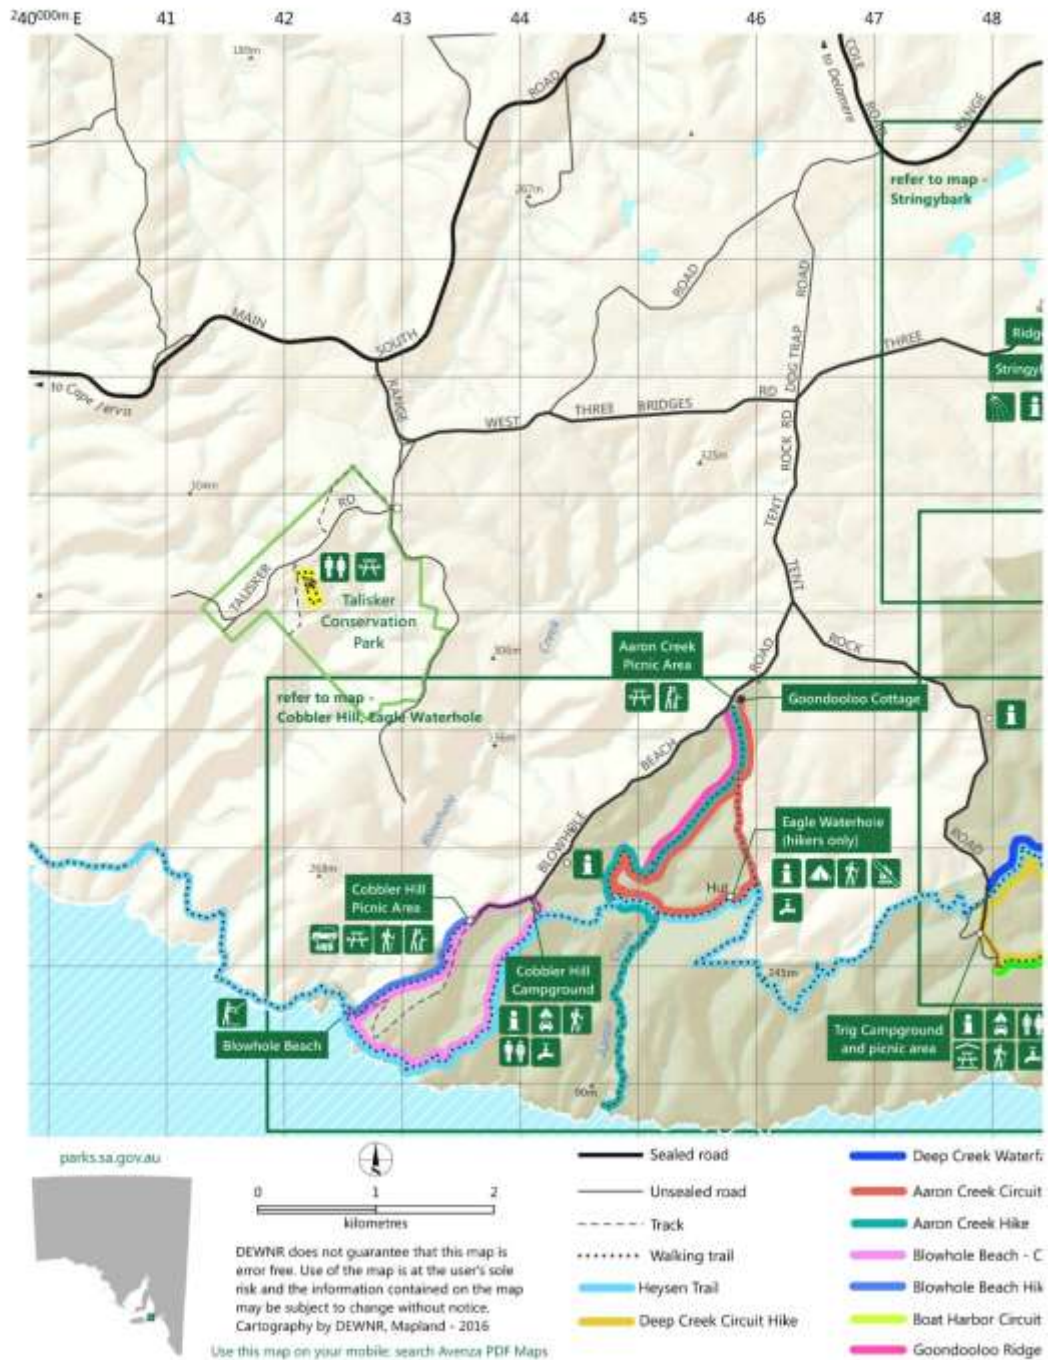 240000m E
41
42
43
44
45
46
47
48
188m
ROAD
COLE
ROAD
to Delamere
RANGE
refer to map -
Stringybark
267m
ROAD
ROAD
MAIN
SOUTH
DOG TRAP
THREE
to Cape Jervis
RANGE
WEST
THREE
BRIDGES
RD
ROCK RD
325m
304m
RD
TENT
TALISKER
Talisker
Conservation
Park
TENT
ROCK
ROAD
Creek
306m
Aaron Creek
Picnic Area
Goondooloo Cottage
refer to map -
Cobbler Hill, Eagle Waterhole
156m
BEACH
Blowhole
BLOWHOLE
Eagle Waterhole
(hikers only)
ROAD
268m
Hut
Cobbler Hill
Picnic Area
BUS
Cobbler Hill
Campground
Creek
245m
Blowhole Beach
Aaron
Trig Campground
and picnic area
90m
parks.sa.gov.au
0
1
2
kilometres
DEWNR does not guarantee that this map is
error free. Use of the map is at the user's sole
risk and the information contained on the map
may be subject to change without notice.
Cartography by DEWNR, Mapland - 2016
Use this map on your mobile: search Avenza PDF Maps
Sealed road
Unsealed road
Track
Walking trail
Heysen Trail
Deep Creek Circuit Hike
Deep Creek Waterfa
Aaron Creek Circuit
Aaron Creek Hike
Blowhole Beach - C
Blowhole Beach Hik
Boat Harbor Circuit
Goondooloo Ridge